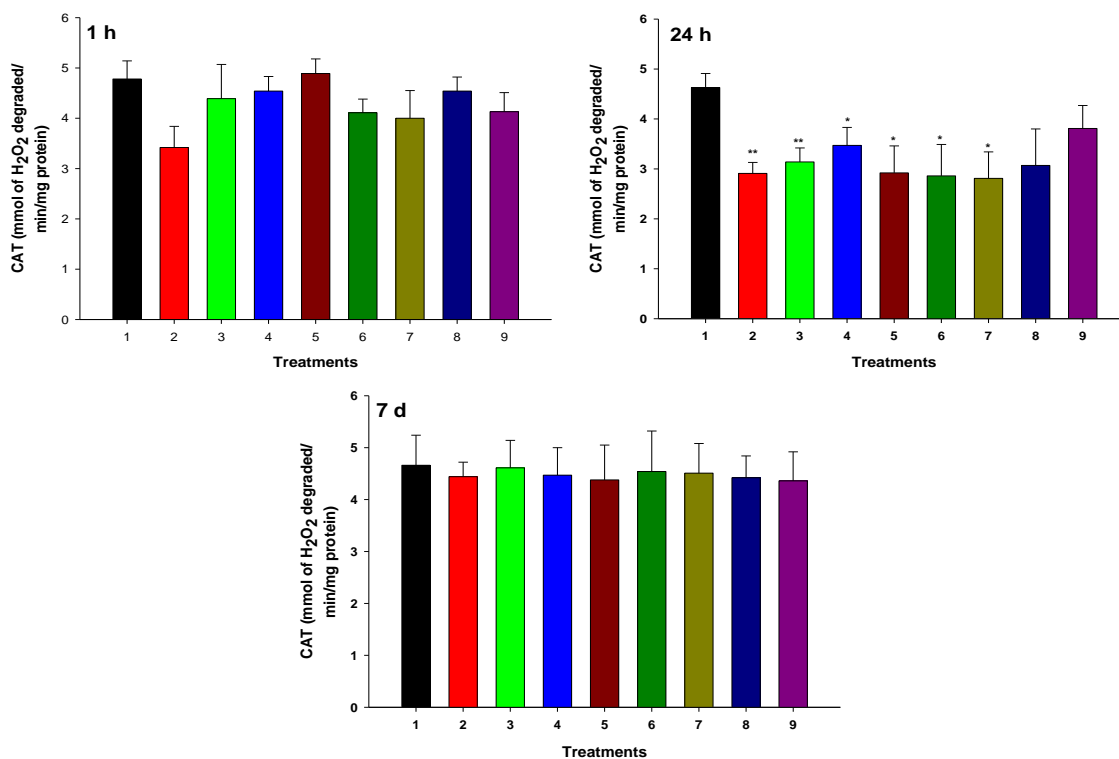 1 h
CAT (mmol of H2O2 degraded/
min/mg protein)
6
5
4
3
2
1
0
1 2 3 4 5 6 7 8 9
Treatments
24 h
CAT (mmol of H2O2 degraded/
min/mg protein)
6
5
4
3
2
1
0
** ** * * * *
1 2 3 4 5 6 7 8 9
Treatments
7 d
CAT (mmol of H2O2 degraded/
min/mg protein)
6
5
4
3
2
1
0
1 2 3 4 5 6 7 8 9
Treatments